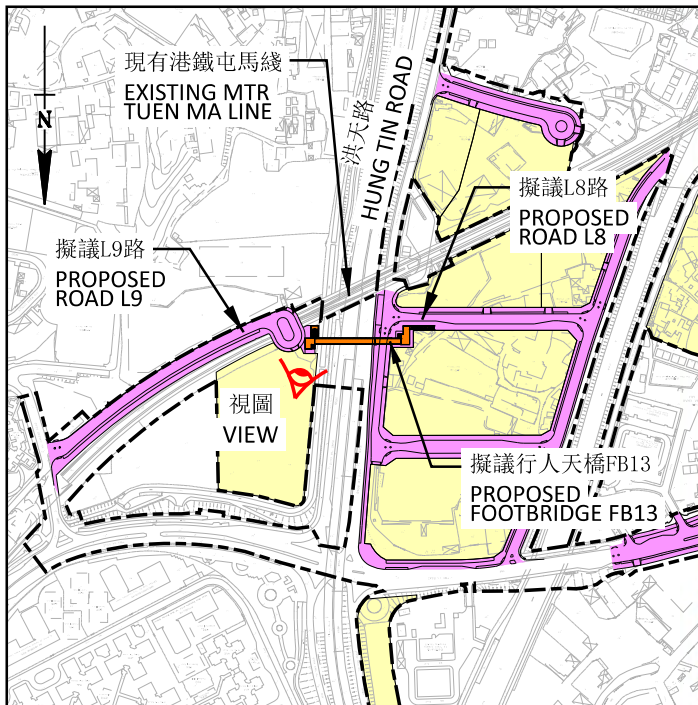 現有港鐵屯馬綫
EXISTING MTR
TUEN MA LINE
洪天路
HUNG TIN ROAD
N
擬議L8路
PROPOSED
ROAD L8
擬議L9路
PROPOSED
ROAD L9
視圖
VIEW
擬議行人天橋FB13
PROPOSED
FOOTBRIDGE FB13